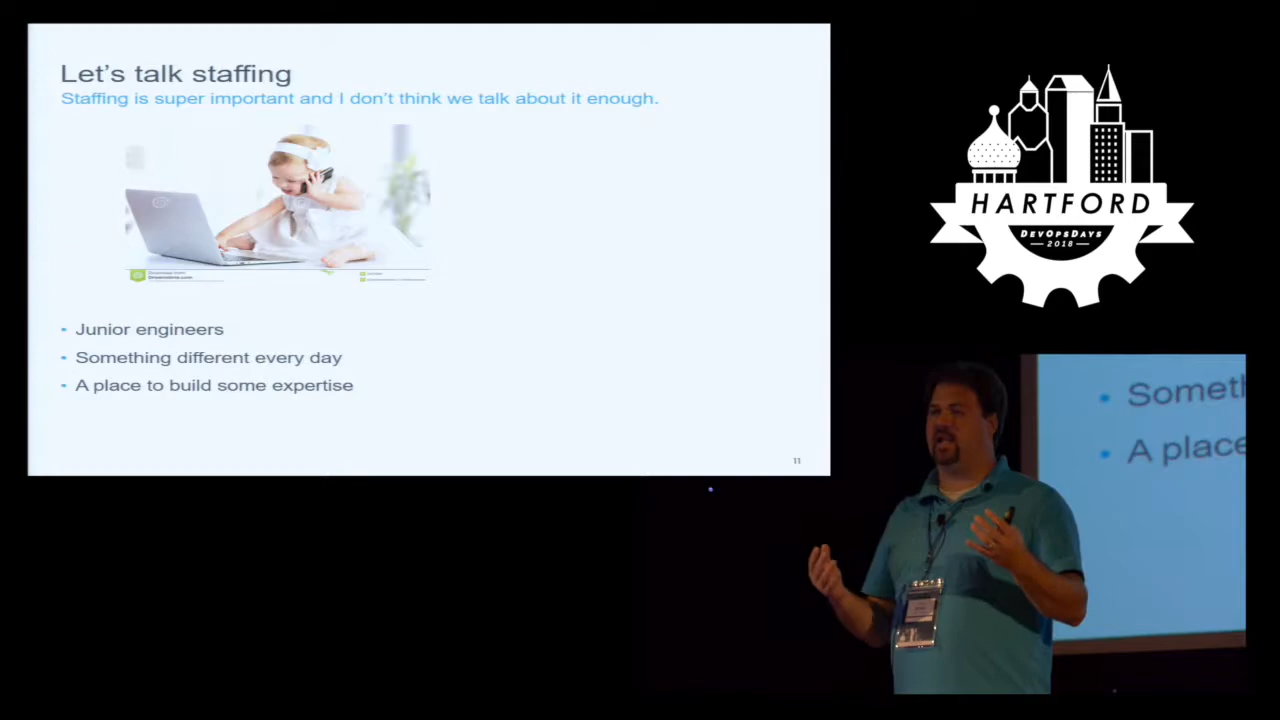 Let's talk staffing
Staffing is super important and I don't think we talk about it enough.
• Junior engineers
• Something different every day
• A place to build some expertise
11
HARTFORD
DEVOPSDAYS
2018
• Someth
• A place